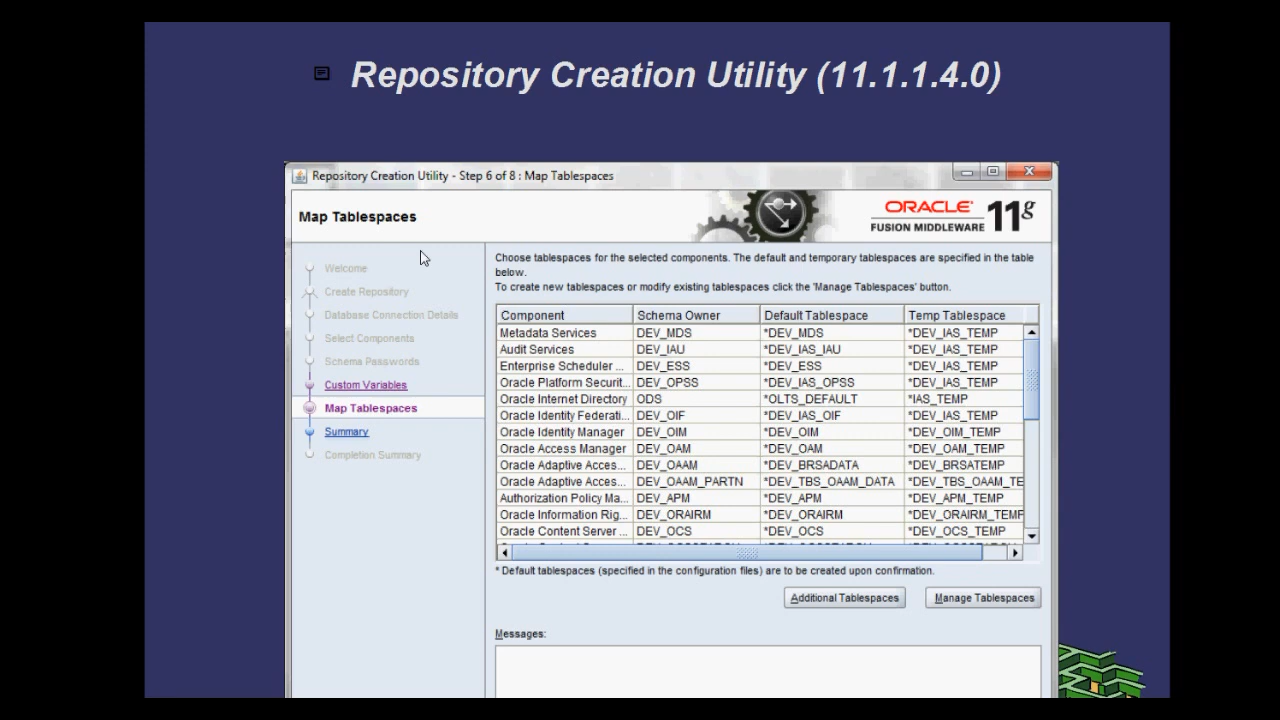 Repository Creation Utility (11.1.1.4.0)
Repository Creation Utility - Step 6 of 8 : Map Tablespaces
Map Tablespaces
ORACLE
FUSION MIDDLEWARE 11g
Welcome
Create Repository
Database Connection Details
Select Components
Schema Passwords
Custom Variables
Map Tablespaces
Summary
Completion Summary
Choose tablespaces for the selected components. The default and temporary tablespaces are specified in the table
below.
To create new tablespaces or modify existing tablespaces click the 'Manage Tablespaces' button.
Component Schema Owner Default Tablespace Temp Tablespace
Metadata Services DEV_MDS *DEV_MDS *DEV_IAS_TEMP
Audit Services DEV_IAU *DEV_IAS_IAU *DEV_IAS_TEMP
Enterprise Scheduler ... DEV_ESS *DEV_ESS *DEV_IAS_TEMP
Oracle Platform Securit... DEV_OPSS *DEV_IAS_OPSS *DEV_IAS_TEMP
Oracle Internet Directory ODS *OLTS_DEFAULT *IAS_TEMP
Oracle Identity Federati... DEV_OIF *DEV_IAS_OIF *DEV_IAS_TEMP
Oracle Identity Manager DEV_OIM *DEV_OIM *DEV_OIM_TEMP
Oracle Access Manager DEV_OAM *DEV_OAM *DEV_OAM_TEMP
Oracle Adaptive Acces... DEV_OAAM *DEV_BRSADATA *DEV_BRSATEMP
Oracle Adaptive Acces... DEV_OAAM_PARTN *DEV_TBS_OAAM_DATA *DEV_TBS_OAAM_TE
Authorization Policy Ma... DEV_APM *DEV_APM *DEV_APM_TEMP
Oracle Information Rig... DEV_ORAIRM *DEV_ORAIRM *DEV_ORAIRM_TEMP
Oracle Content Server ... DEV_OCS *DEV_OCS *DEV_OCS_TEMP
* Default tablespaces (specified in the configuration files) are to be created upon confirmation.
Additional Tablespaces Manage Tablespaces
Messages: